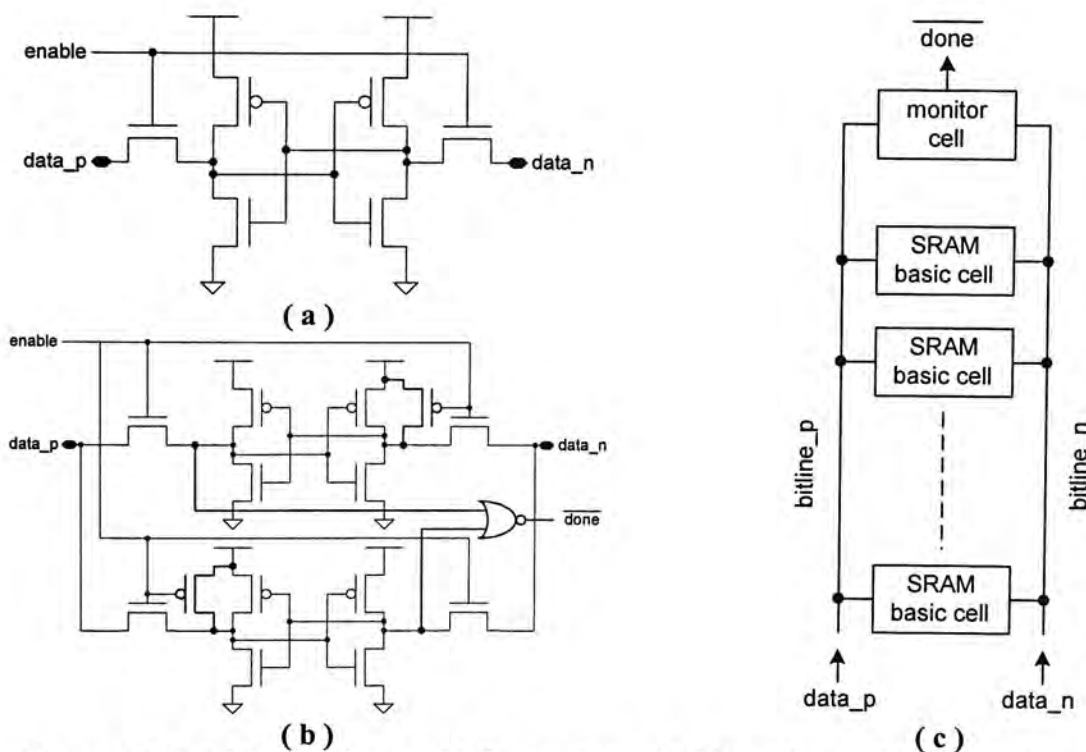 enable
data_p
data_n
( a )
enable
data_p
data_n
done
( b )
done
monitor
cell
SRAM
basic cell
SRAM
basic cell
bitline_p
bitline_n
SRAM
basic cell
data_p
data_n
( c )